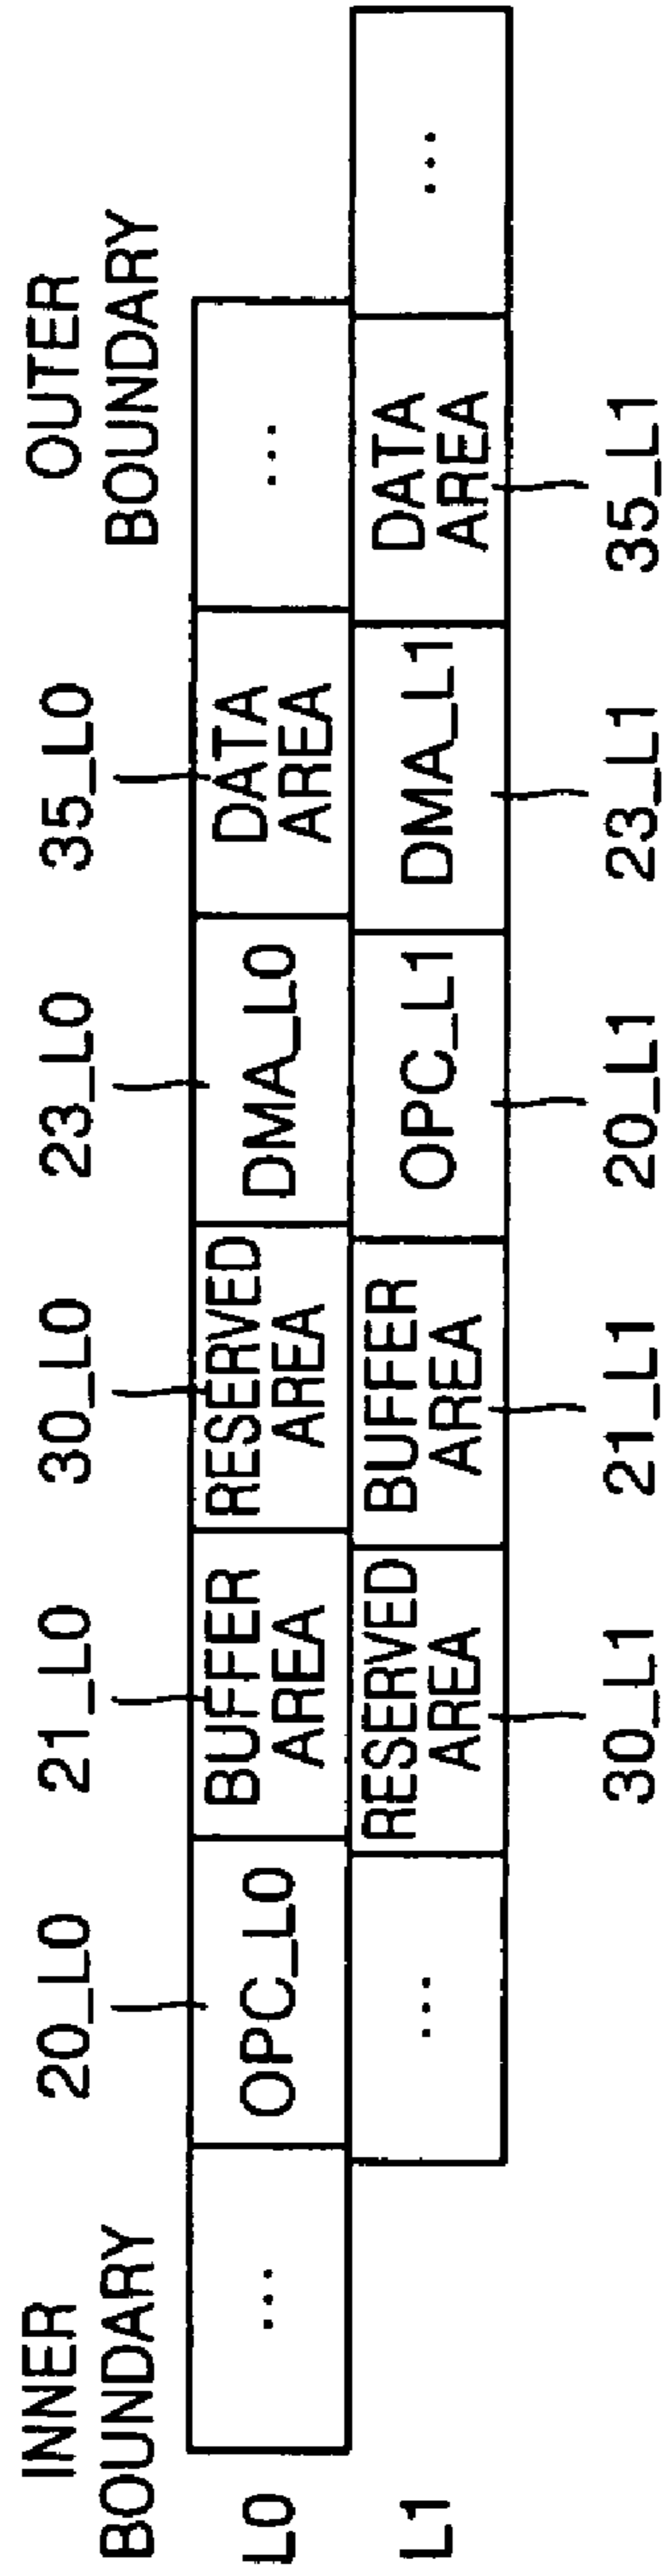 INNER
BOUNDARY
OUTER
BOUNDARY
20_L0
21_L0
30_L0
23_L0
35_L0
L0
...
OPC_L0
BUFFER
AREA
RESERVED
AREA
DMA_L0
DATA
AREA
...
L1
...
RESERVED
AREA
BUFFER
AREA
OPC_L1
DMA_L1
DATA
AREA
...
30_L1
21_L1
20_L1
23_L1
35_L1